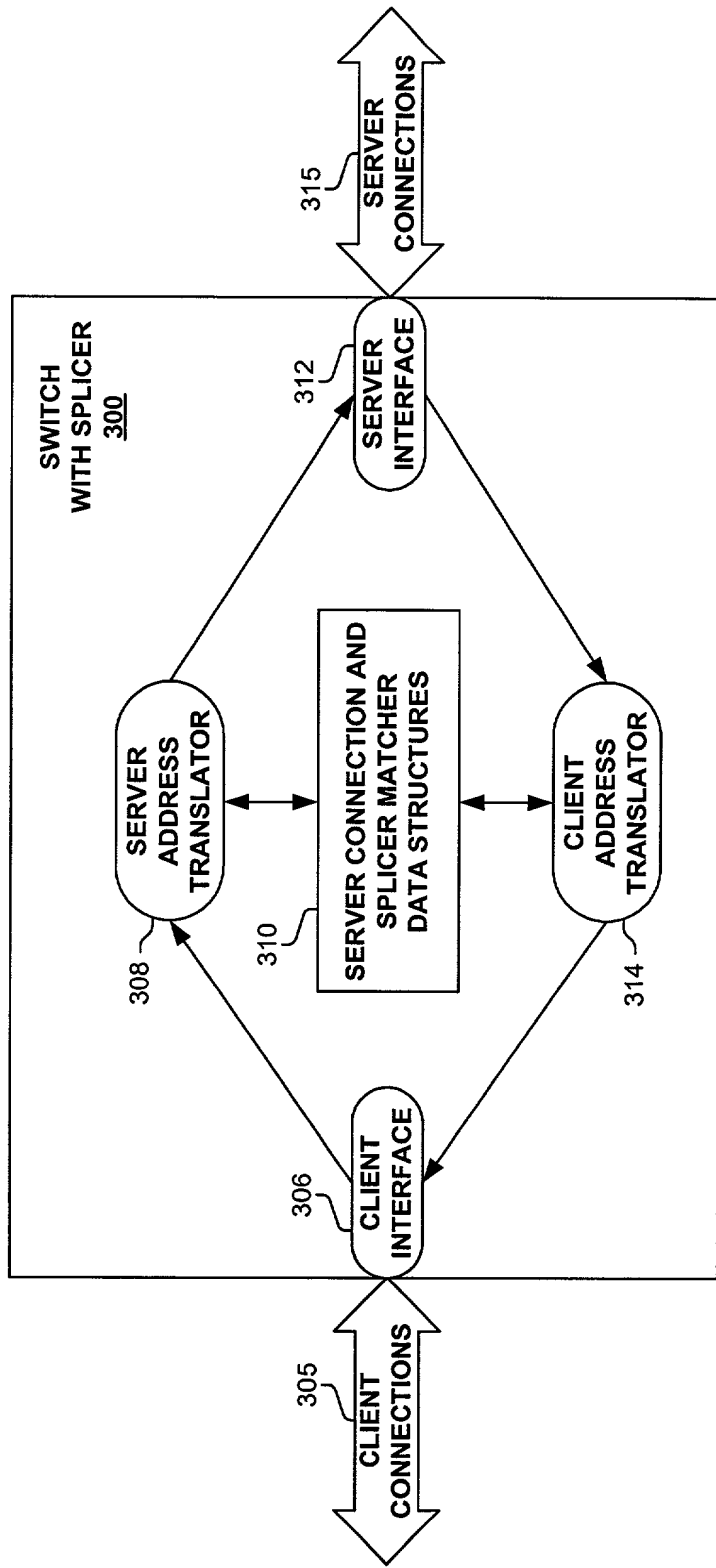 SWITCH
WITH SPLICER
300
305
CLIENT
CONNECTIONS
306
CLIENT
INTERFACE
308
SERVER
ADDRESS
TRANSLATOR
310
SERVER CONNECTION AND
SPLICER MATCHER
DATA STRUCTURES
314
CLIENT
ADDRESS
TRANSLATOR
312
SERVER
INTERFACE
315
SERVER
CONNECTIONS